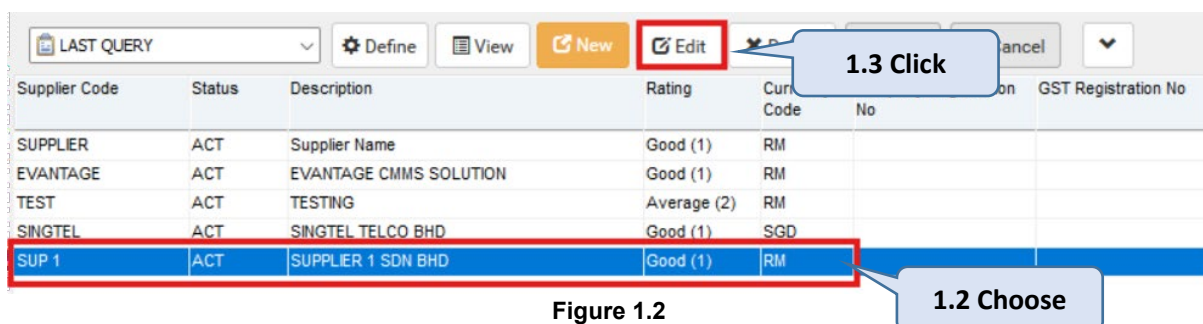 LAST QUERY Define View New Edit ancel
1.3 Click
Supplier Code Status Description Rating Code No on GST Registration No
SUPPLIER ACT Supplier Name Good (1) RM
EVANTAGE ACT EVANTAGE CMMS SOLUTION Good (1) RM
TEST ACT TESTING Average (2) RM
SINGTEL ACT SINGTEL TELCO BHD Good (1) SGD
SUP 1 ACT SUPPLIER 1 SDN BHD Good (1) RM
1.2 Choose
Figure 1.2